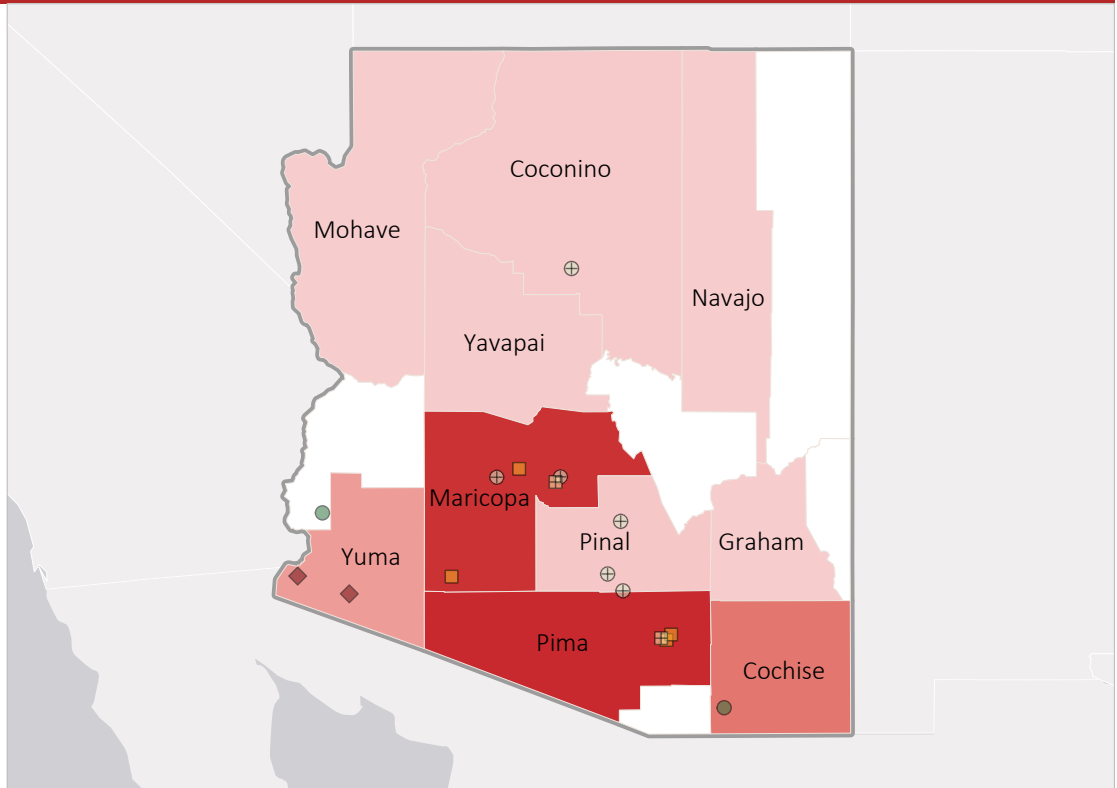 Coconino
Mohave
Navajo
Yavapai
Maricopa
Pinal
Graham
Yuma
Pima
Cochise